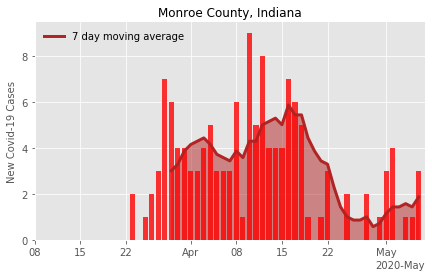 Monroe County, Indiana
7 day moving average
New Covid-19 Cases
8
6
4
2
0
08 15 22 Apr 08 15 22 May
2020-May